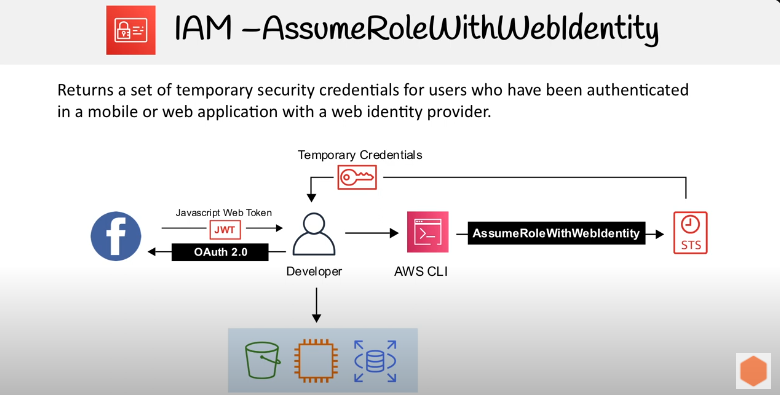 IAM –AssumeRoleWithWebIdentity
Returns a set of temporary security credentials for users who have been authenticated
in a mobile or web application with a web identity provider.
Temporary Credentials
Javascript Web Token
JWT
OAuth 2.0
AssumeRoleWithWebIdentity
STS
Developer
AWS CLI